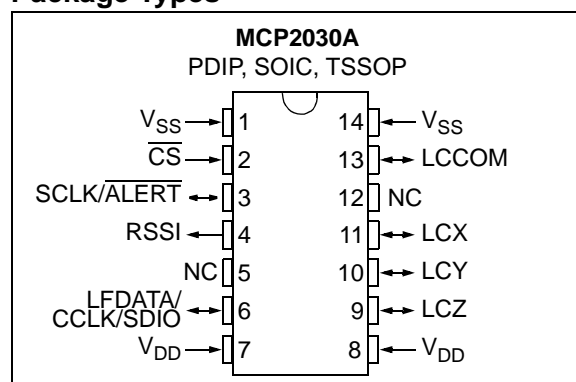 Package Types
MCP2030A
PDIP, SOIC, TSSOP
VSS 1 14 VSS
CS 2 13 LCCOM
SCLK/ALERT 3 12 NC
RSSI 4 11 LCX
NC 5 10 LCY
LFDATA/
CCLK/SDIO 6 9 LCZ
VDD 7 8 VDD